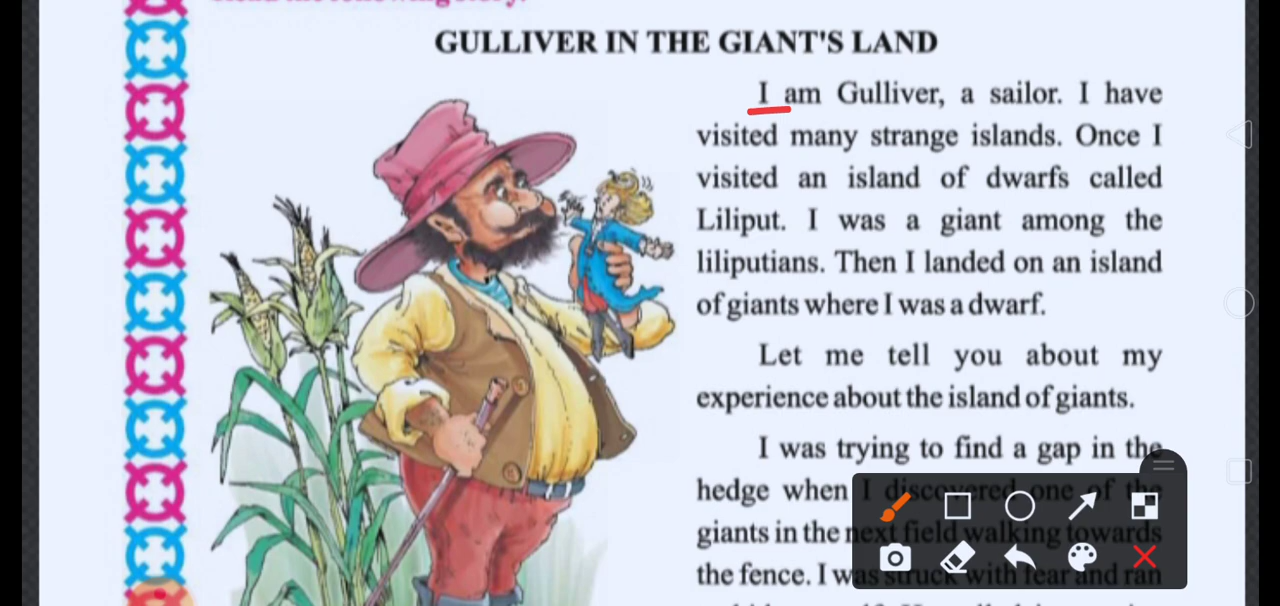 GULLIVER IN THE GIANT'S LAND
I am Gulliver, a sailor. I have
visited many strange islands. Once I
visited an island of dwarfs called
Liliput. I was a giant among the
liliputians. Then I landed on an island
of giants where I was a dwarf.
Let me tell you about my
experience about the island of giants.
I was trying to find a gap in the
hedge when I discovered one of the
giants in the next field walking towards
the fence. I was struck with fear and ran